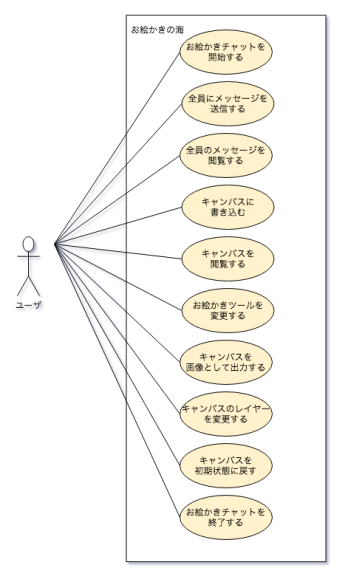 お絵かきの海
お絵かきチャットを
開始する
全員にメッセージを
送信する
全員のメッセージを
閲覧する
キャンバスに
書き込む
キャンバスを
閲覧する
お絵かきツールを
変更する
キャンバスを
画像として出力する
キャンバスのレイヤー
を変更する
キャンバスを
初期状態に戻す
お絵かきチャットを
終了する
ユーザ